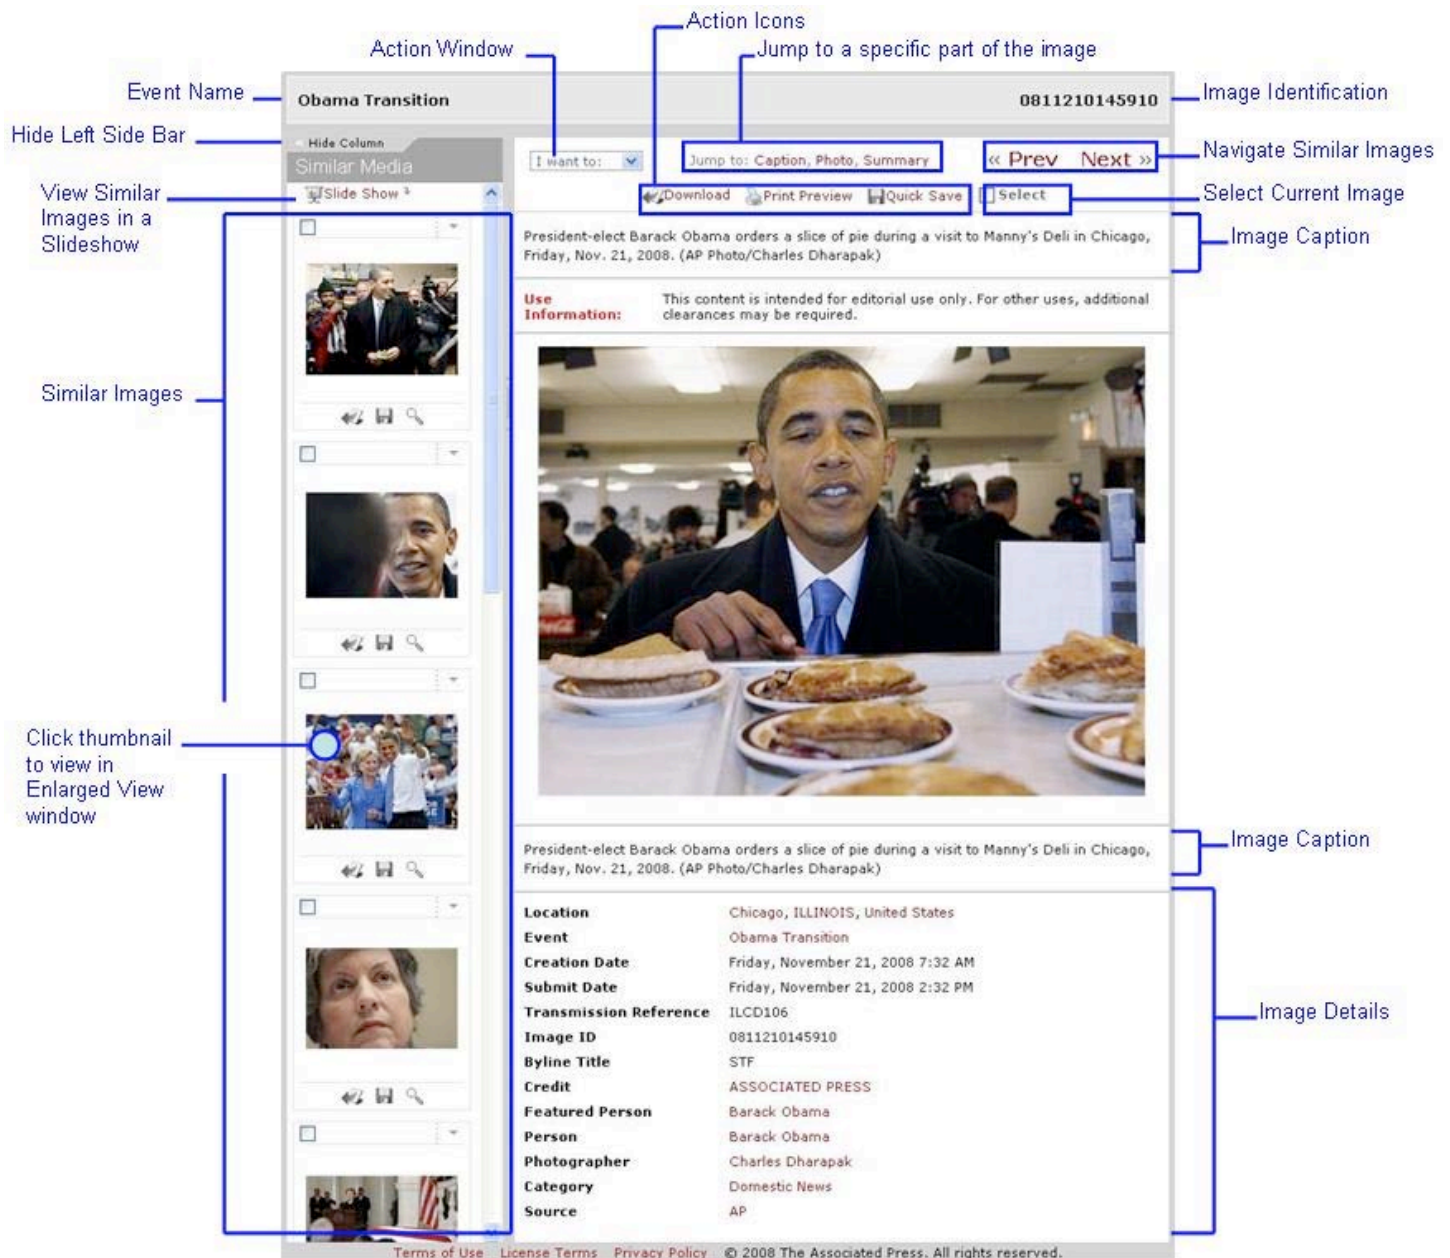 Action Icons
Action Window
Jump to a specific part of the image
Event Name
Obama Transition
0811210145910
Image Identification
Hide Left Side Bar
Hide Column
Similar Media
I want to:
Jump to: Caption, Photo, Summary
« Prev Next »
Navigate Similar Images
View Similar
Images in a
Slideshow
Slide Show
Download Print Preview Quick Save
Select
Select Current Image
President-elect Barack Obama orders a slice of pie during a visit to Manny's Deli in Chicago,
Friday, Nov. 21, 2008. (AP Photo/Charles Dharapak)
Image Caption
Use
Information:
This content is intended for editorial use only. For other uses, additional
clearances may be required.
Similar Images
Click thumbnail
to view in
Enlarged View
window
President-elect Barack Obama orders a slice of pie during a visit to Manny's Deli in Chicago,
Friday, Nov. 21, 2008. (AP Photo/Charles Dharapak)
Image Caption
Location Chicago, ILLINOIS, United States
Event Obama Transition
Creation Date Friday, November 21, 2008 7:32 AM
Submit Date Friday, November 21, 2008 2:32 PM
Transmission Reference ILCD106
Image ID 0811210145910
Byline Title STF
Credit ASSOCIATED PRESS
Featured Person Barack Obama
Person Barack Obama
Photographer Charles Dharapak
Category Domestic News
Source AP
Image Details
Terms of Use License Terms Privacy Policy © 2008 The Associated Press. All rights reserved.